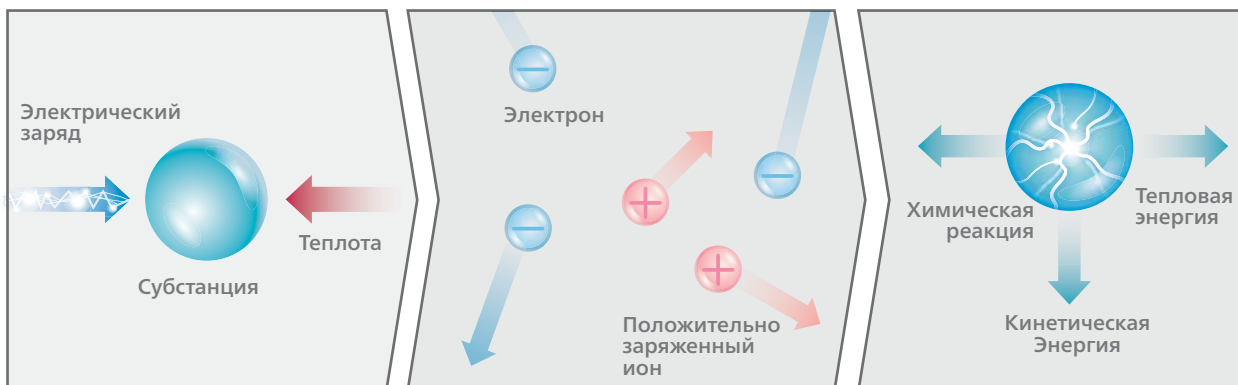 Электрический
заряд
Теплота
Субстанция
Электрон
Положительно
заряженный
ион
Химическая
реакция
Тепловая
энергия
Кинетическая
Энергия